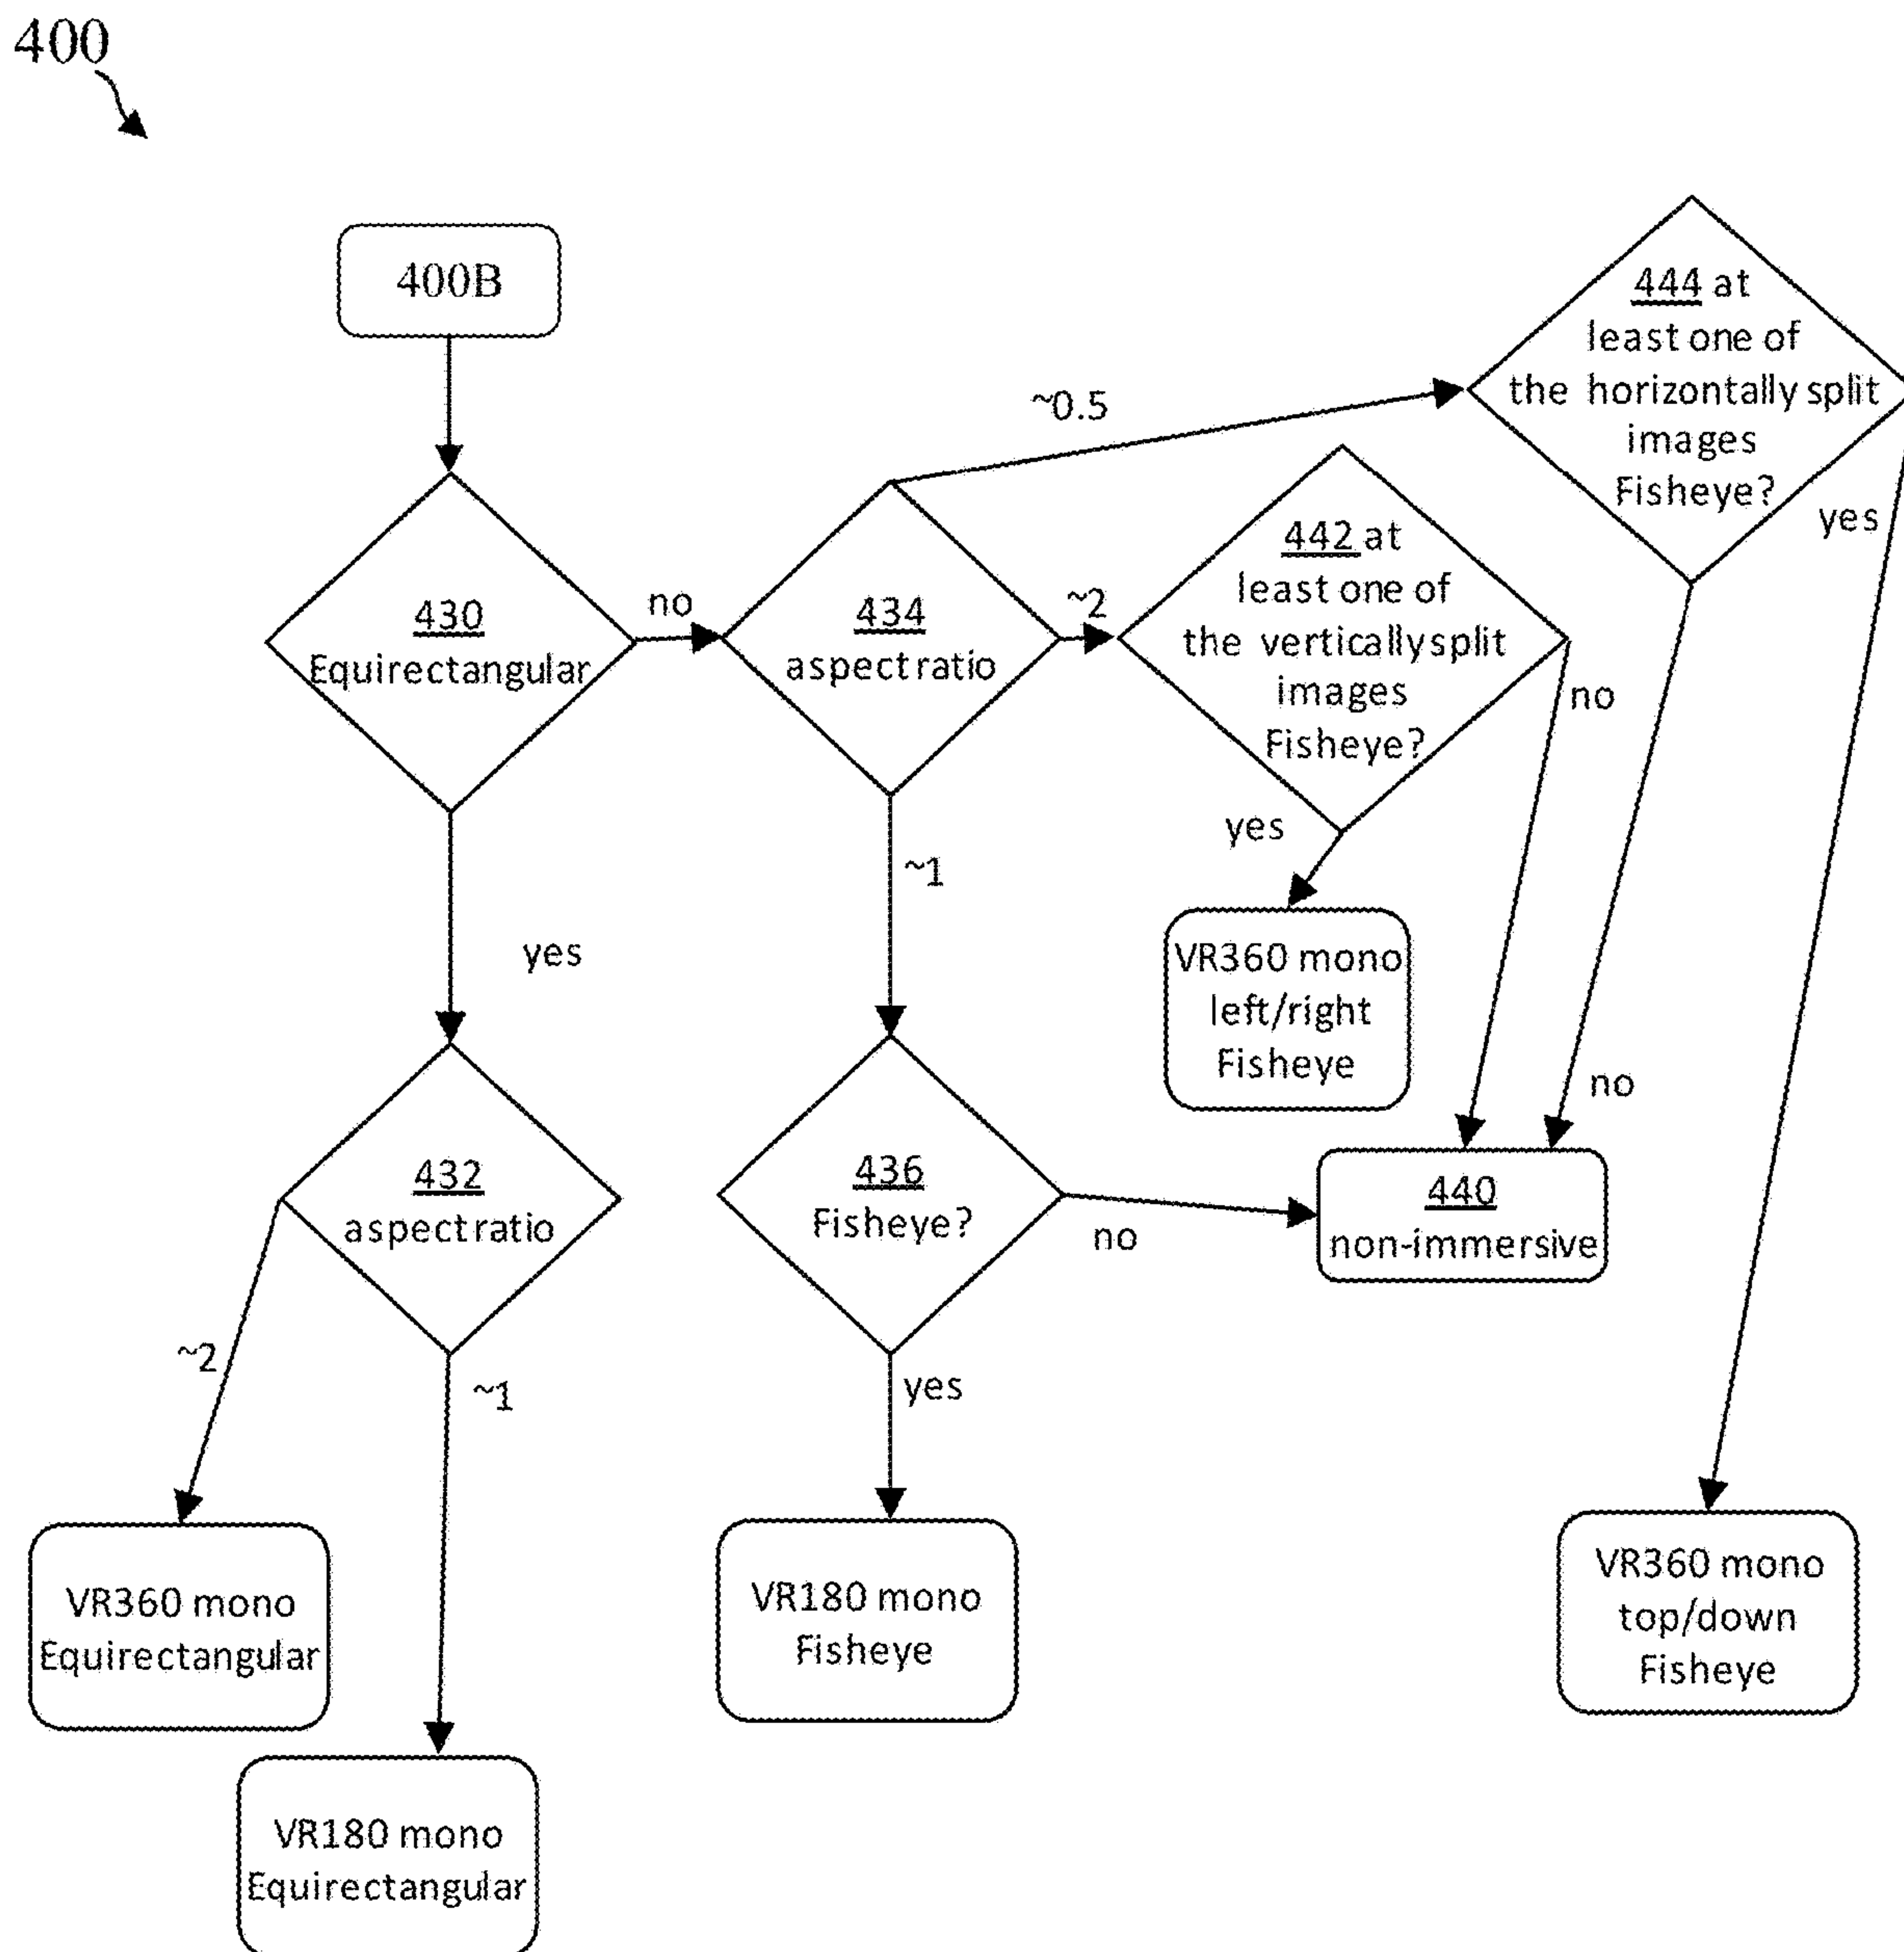 400
400B
430
Equirectangular
no
yes
432
aspect ratio
~2
~1
VR360 mono
Equirectangular
VR180 mono
Equirectangular
434
aspect ratio
~0.5
~2
~1
436
Fisheye?
no
yes
VR180 mono
Fisheye
442 at
least one of
the vertically split
images
Fisheye?
yes
no
VR360 mono
left/right
Fisheye
440
non-immersive
444 at
least one of
the horizontally split
images
Fisheye?
yes
no
VR360 mono
top/down
Fisheye